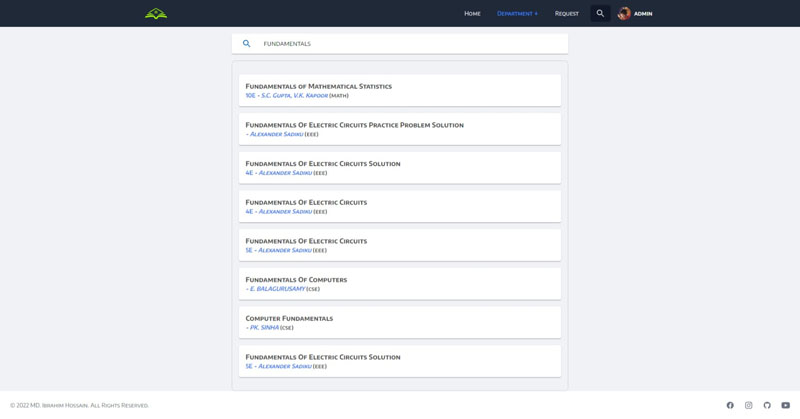 Home Department + Request ADMIN
FUNDAMENTALS
Fundamentals of Mathematical Statistics
10E - S.C. Gupta, V.K. Kapoor (MATH)
Fundamentals Of Electric Circuits Practice Problem Solution
- Alexander Sadiku (EEE)
Fundamentals Of Electric Circuits Solution
4E - Alexander Sadiku (EEE)
Fundamentals Of Electric Circuits
4E - Alexander Sadiku (EEE)
Fundamentals Of Electric Circuits
5E - Alexander Sadiku (EEE)
Fundamentals Of Computers
- E. BALAGURUSAMY (CSE)
Computer Fundamentals
- PK. SINHA (CSE)
Fundamentals Of Electric Circuits Solution
5E - Alexander Sadiku (EEE)
© 2022 MD. Ibrahim Hossain. All Rights Reserved.